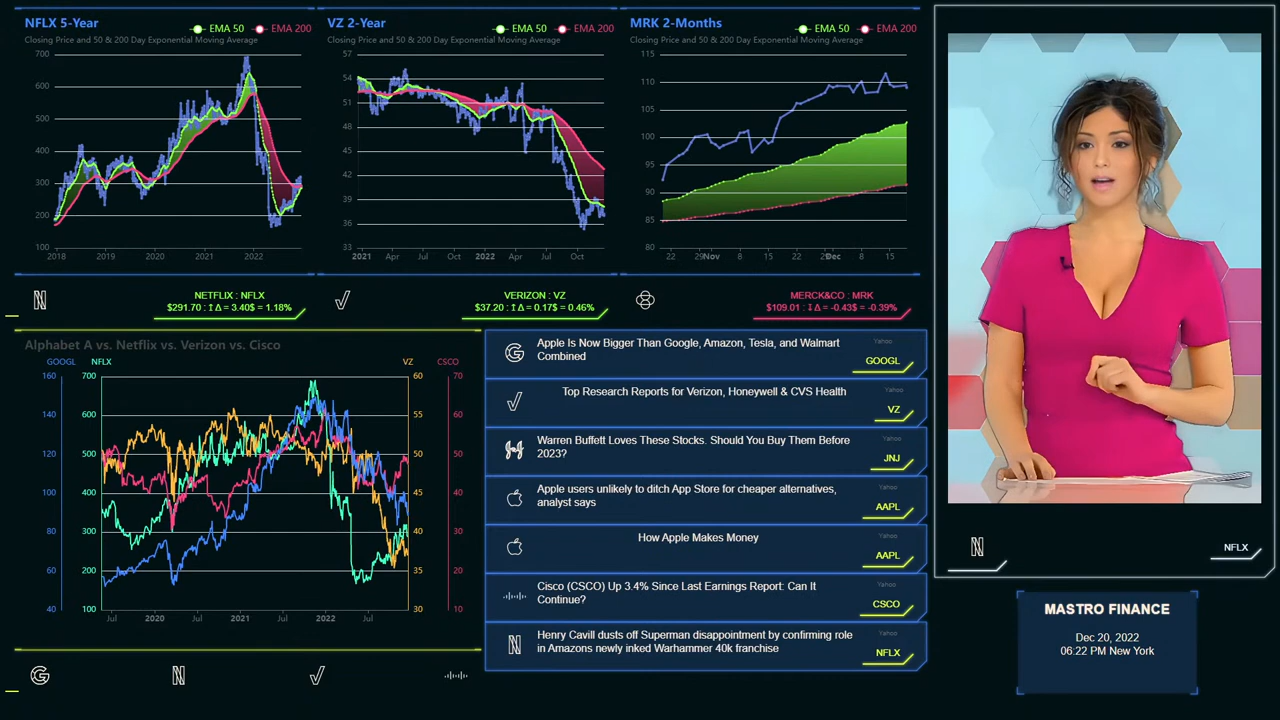 NFLX 5-Year
EMA 50
EMA 200
Closing Price and 50 & 200 Day Exponential Moving Average
700
600
500
400
300
200
100
2018
2019
2020
2021
2022
VZ 2-Year
EMA 50
EMA 200
Closing Price and 50 & 200 Day Exponential Moving Average
57
54
51
48
45
42
39
36
33
2021
Apr
Jul
Oct
2022
Apr
Jul
Oct
MRK 2-Months
EMA 50
EMA 200
Closing Price and 50 & 200 Day Exponential Moving Average
115
110
105
100
95
90
85
80
22
29
Nov
8
15
22
29
Dec
8
15
NETFLIX : NFLX
$291.70 : I Δ = 3.40$ = 1.18%
VERIZON : VZ
$37.20 : I Δ = 0.17$ = 0.46%
MERCK&CO : MRK
$109.01 : I Δ = -0.43$ = -0.39%
Alphabet A vs. Netflix vs. Verizon vs. Cisco
GOOGL
NFLX
VZ
CSCO
160
140
120
100
80
60
40
700
600
500
400
300
200
100
60
55
50
45
40
35
30
70
60
50
40
30
20
10
Jul
2020
Jul
2021
Jul
2022
Jul
Apple Is Now Bigger Than Google, Amazon, Tesla, and Walmart
Combined
Yahoo
GOOGL
Top Research Reports for Verizon, Honeywell & CVS Health
Yahoo
VZ
Warren Buffett Loves These Stocks. Should You Buy Them Before
2023?
Yahoo
JNJ
Apple users unlikely to ditch App Store for cheaper alternatives,
analyst says
Yahoo
AAPL
How Apple Makes Money
Yahoo
AAPL
Cisco (CSCO) Up 3.4% Since Last Earnings Report: Can It
Continue?
Yahoo
CSCO
Henry Cavill dusts off Superman disappointment by confirming role
in Amazons newly inked Warhammer 40k franchise
Yahoo
NFLX
NFLX
MASTRO FINANCE
Dec 20, 2022
06:22 PM New York